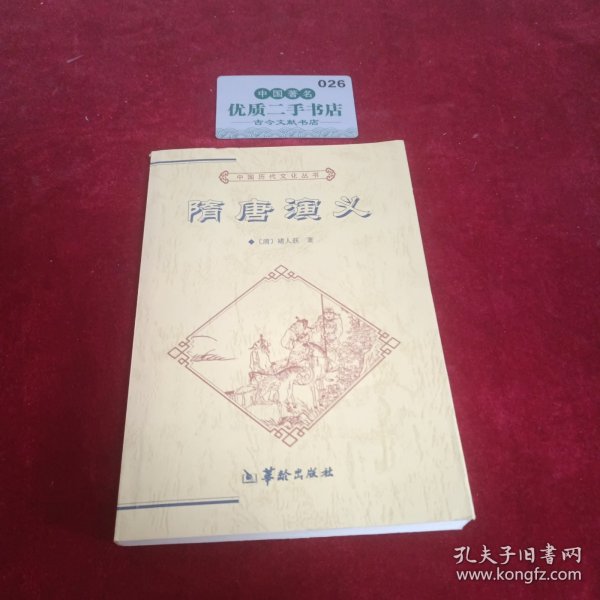 026
中国著名
优质二手书店
古今文献书店
中国历代文化丛书
隋唐演义
◆〔清〕褚人获 著
华龄出版社
孔夫子旧书网
www.kongfz.com